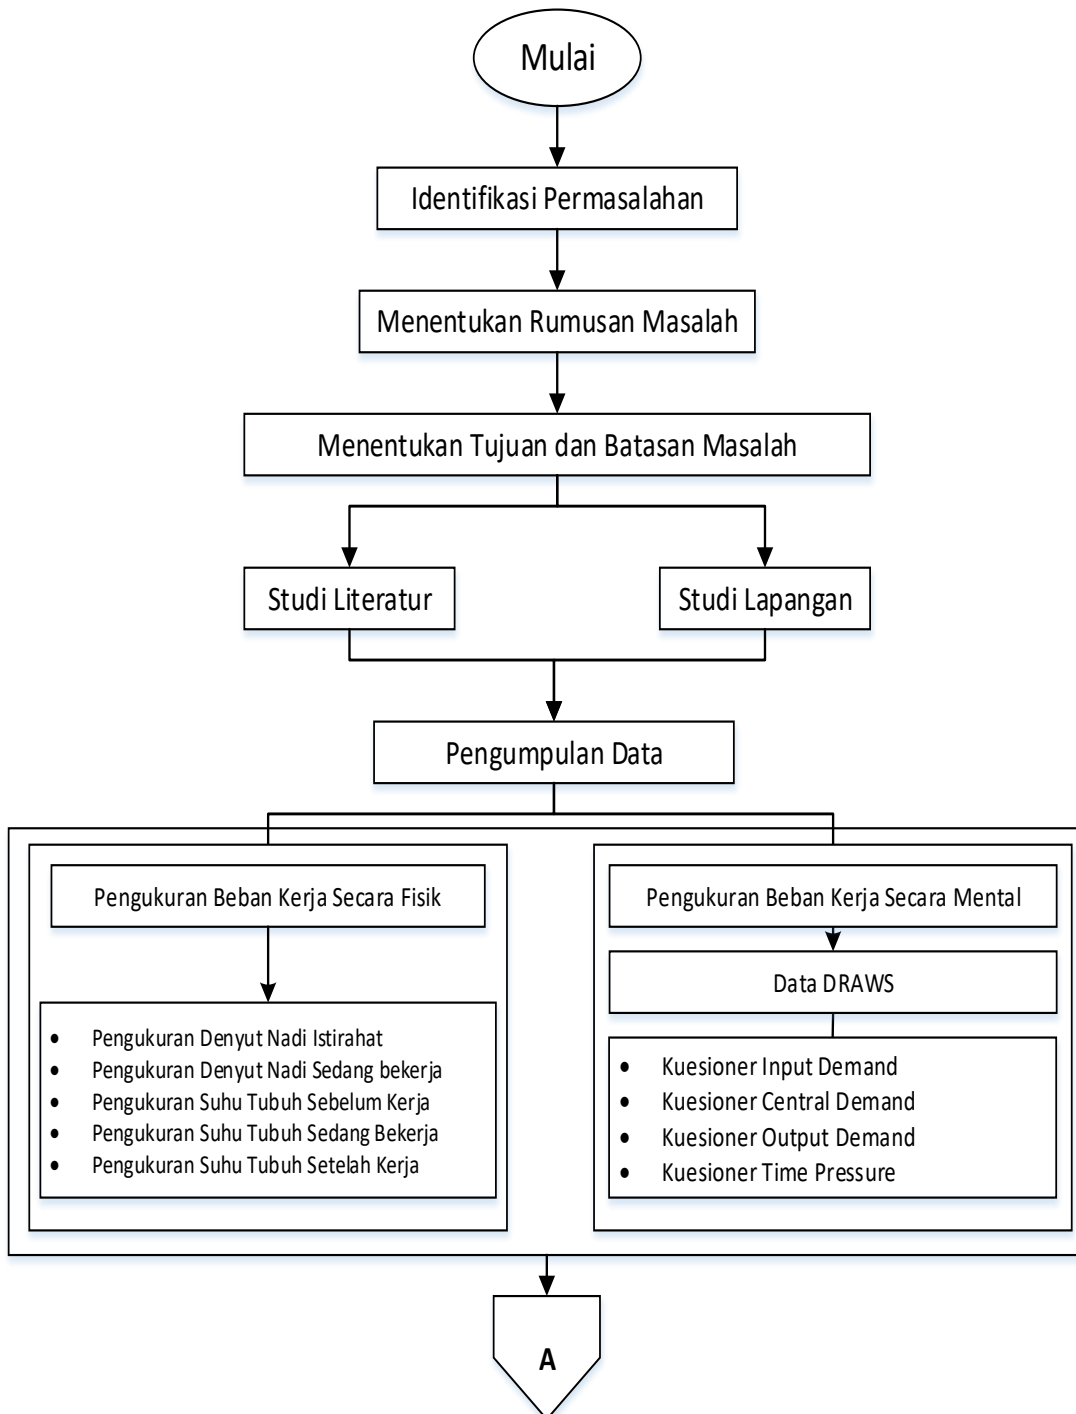 Mulai
Identifikasi Permasalahan
Menentukan Rumusan Masalah
Menentukan Tujuan dan Batasan Masalah
Studi Literatur
Studi Lapangan
Pengumpulan Data
Pengukuran Beban Kerja Secara Fisik
• Pengukuran Denyut Nadi Istirahat
• Pengukuran Denyut Nadi Sedang bekerja
• Pengukuran Suhu Tubuh Sebelum Kerja
• Pengukuran Suhu Tubuh Sedang Bekerja
• Pengukuran Suhu Tubuh Setelah Kerja
Pengukuran Beban Kerja Secara Mental
Data DRAWS
• Kuesioner Input Demand
• Kuesioner Central Demand
• Kuesioner Output Demand
• Kuesioner Time Pressure
A